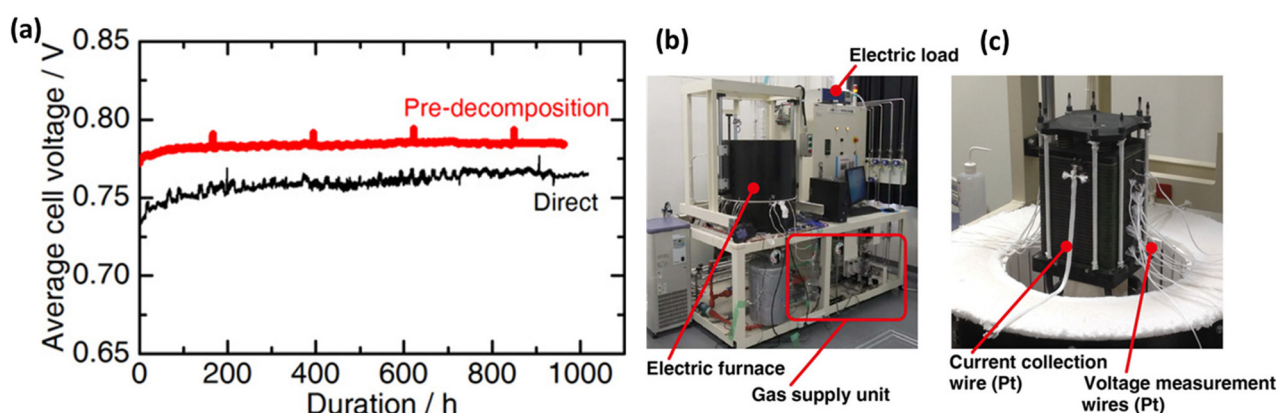 (a)
0.85
0.80
0.75
0.70
0.65
Average cell voltage / V
Pre-decomposition
Direct
0
200
400
600
800
1000
Duration / h
(b)
Electric load
Electric furnace
Gas supply unit
(c)
Current collection
wire (Pt)
Voltage measurement
wires (Pt)